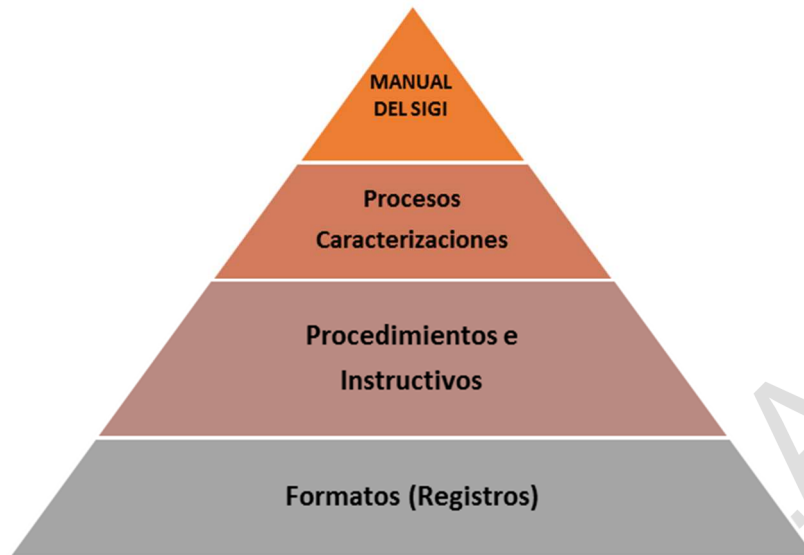 MANUAL
DEL SIGI
Procesos
Caracterizaciones
Procedimientos e
Instructivos
Formatos (Registros)